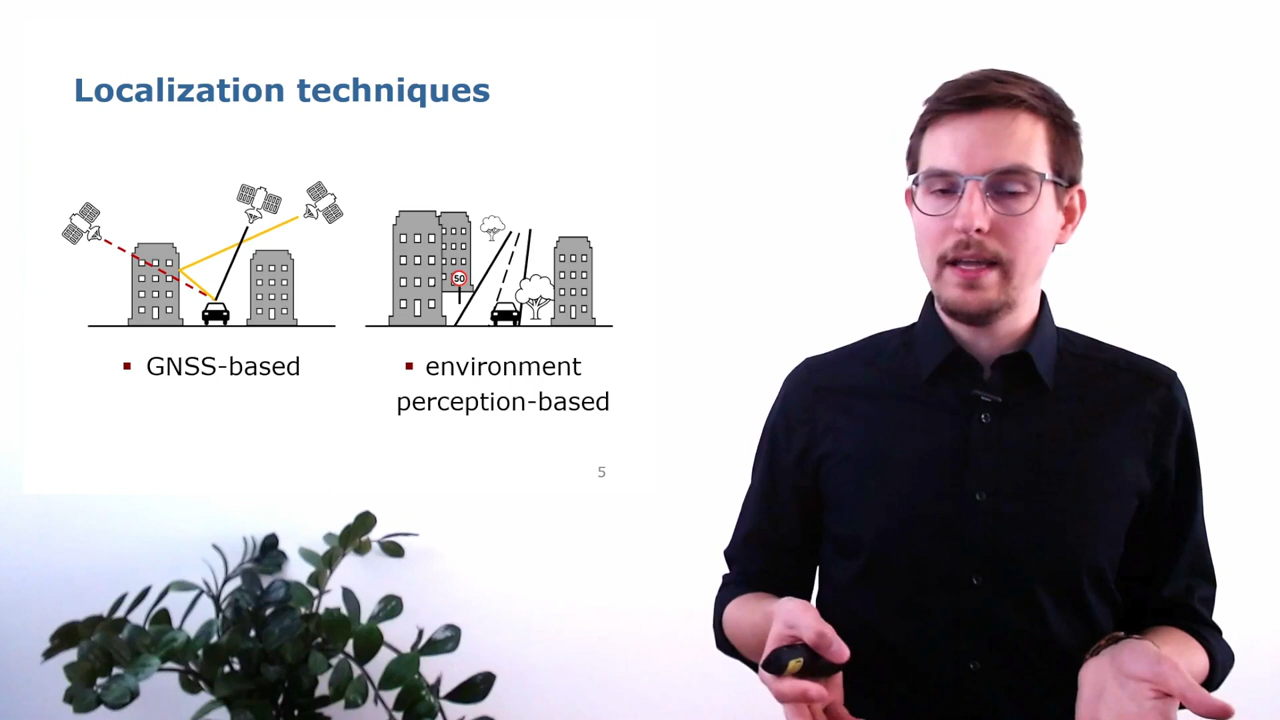 Localization techniques
50
GNSS-based
environment
perception-based
5